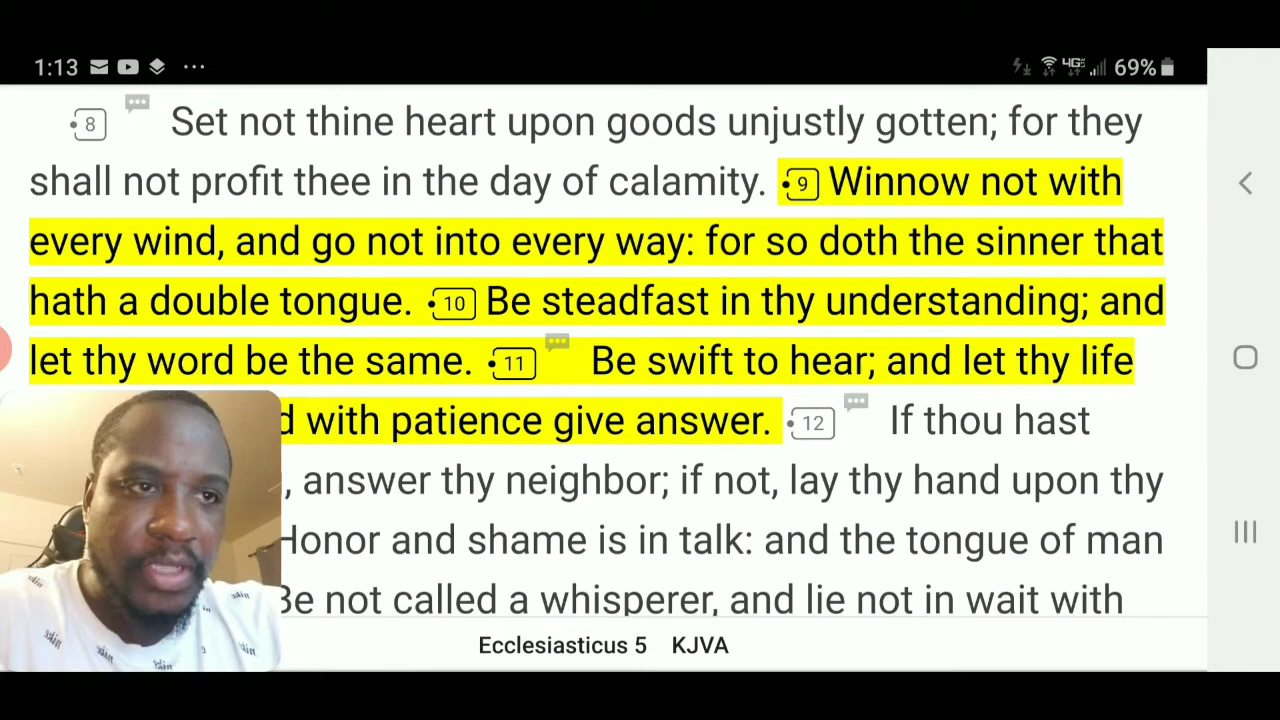 1:13 ... 4G 69%
8 Set not thine heart upon goods unjustly gotten; for they
shall not profit thee in the day of calamity. 9 Winnow not with
every wind, and go not into every way: for so doth the sinner that
hath a double tongue. 10 Be steadfast in thy understanding; and
let thy word be the same. 11 Be swift to hear; and let thy life
d with patience give answer. 12 If thou hast
, answer thy neighbor; if not, lay thy hand upon thy
Honor and shame is in talk: and the tongue of man
Be not called a whisperer, and lie not in wait with
Ecclesiasticus 5 KJVA